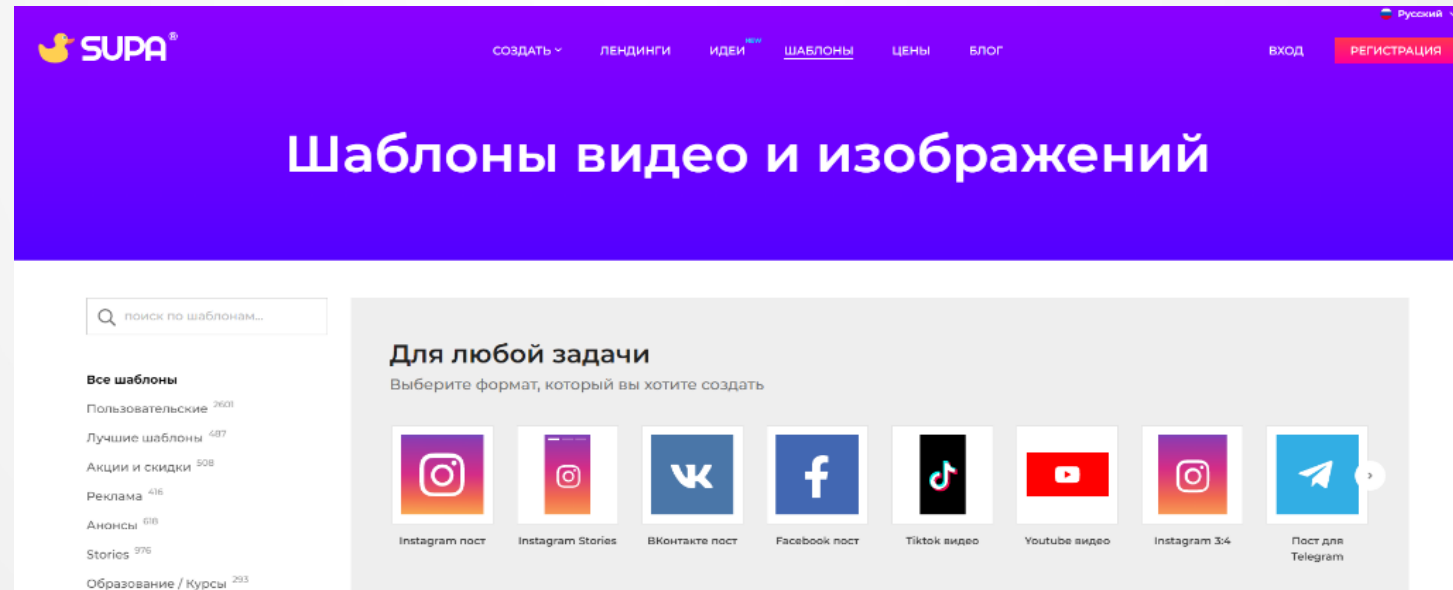 Русский
SUPA®
СОЗДАТЬ
ЛЕНДИНГИ
ИДЕИ NEW
ШАБЛОНЫ
ЦЕНЫ
БЛОГ
ВХОД
РЕГИСТРАЦИЯ
Шаблоны видео и изображений
поиск по шаблонам...
Все шаблоны
Пользовательские 2601
Лучшие шаблоны 487
Акции и скидки 508
Реклама 416
Анонсы 618
Stories 976
Образование / Курсы 293
Для любой задачи
Выберите формат, который вы хотите создать
Instagram пост
Instagram Stories
ВКонтакте пост
Facebook пост
Tiktok видео
Youtube видео
Instagram 3:4
Пост для
Telegram